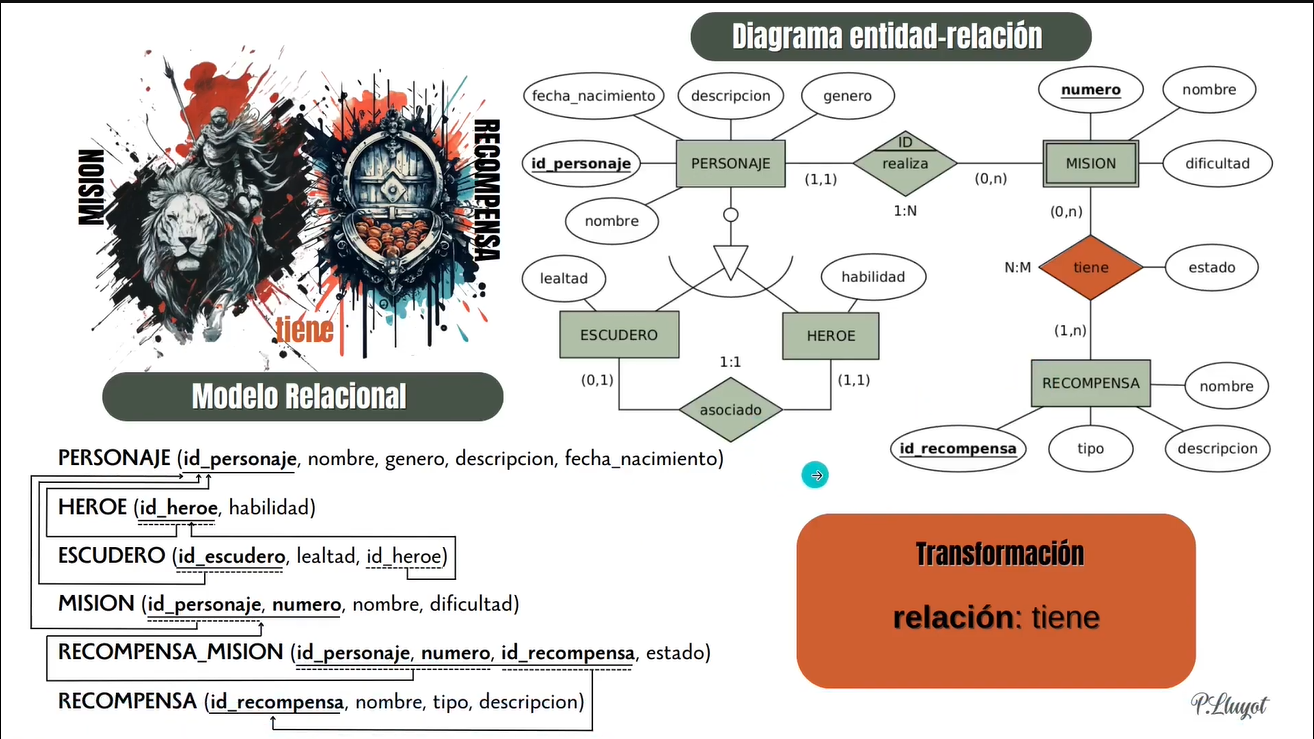 Diagrama entidad-relación
MISION
RECOMPENSA
tiene
fecha_nacimiento
descripcion
genero
numero
nombre
id_personaje
PERSONAJE
ID
realiza
MISION
dificultad
(1,1)
(0,n)
nombre
1:N
(0,n)
lealtad
habilidad
N:M
tiene
estado
ESCUDERO
HEROE
(1,n)
1:1
(0,1)
(1,1)
asociado
RECOMPENSA
nombre
id_recompensa
tipo
descripcion
Modelo Relacional
PERSONAJE (id_personaje, nombre, genero, descripcion, fecha_nacimiento)
HEROE (id_heroe, habilidad)
ESCUDERO (id_escudero, lealtad, id_heroe)
MISION (id_personaje, numero, nombre, dificultad)
RECOMPENSA_MISION (id_personaje, numero, id_recompensa, estado)
RECOMPENSA (id_recompensa, nombre, tipo, descripcion)
Transformación
relación: tiene
P.Lluyot